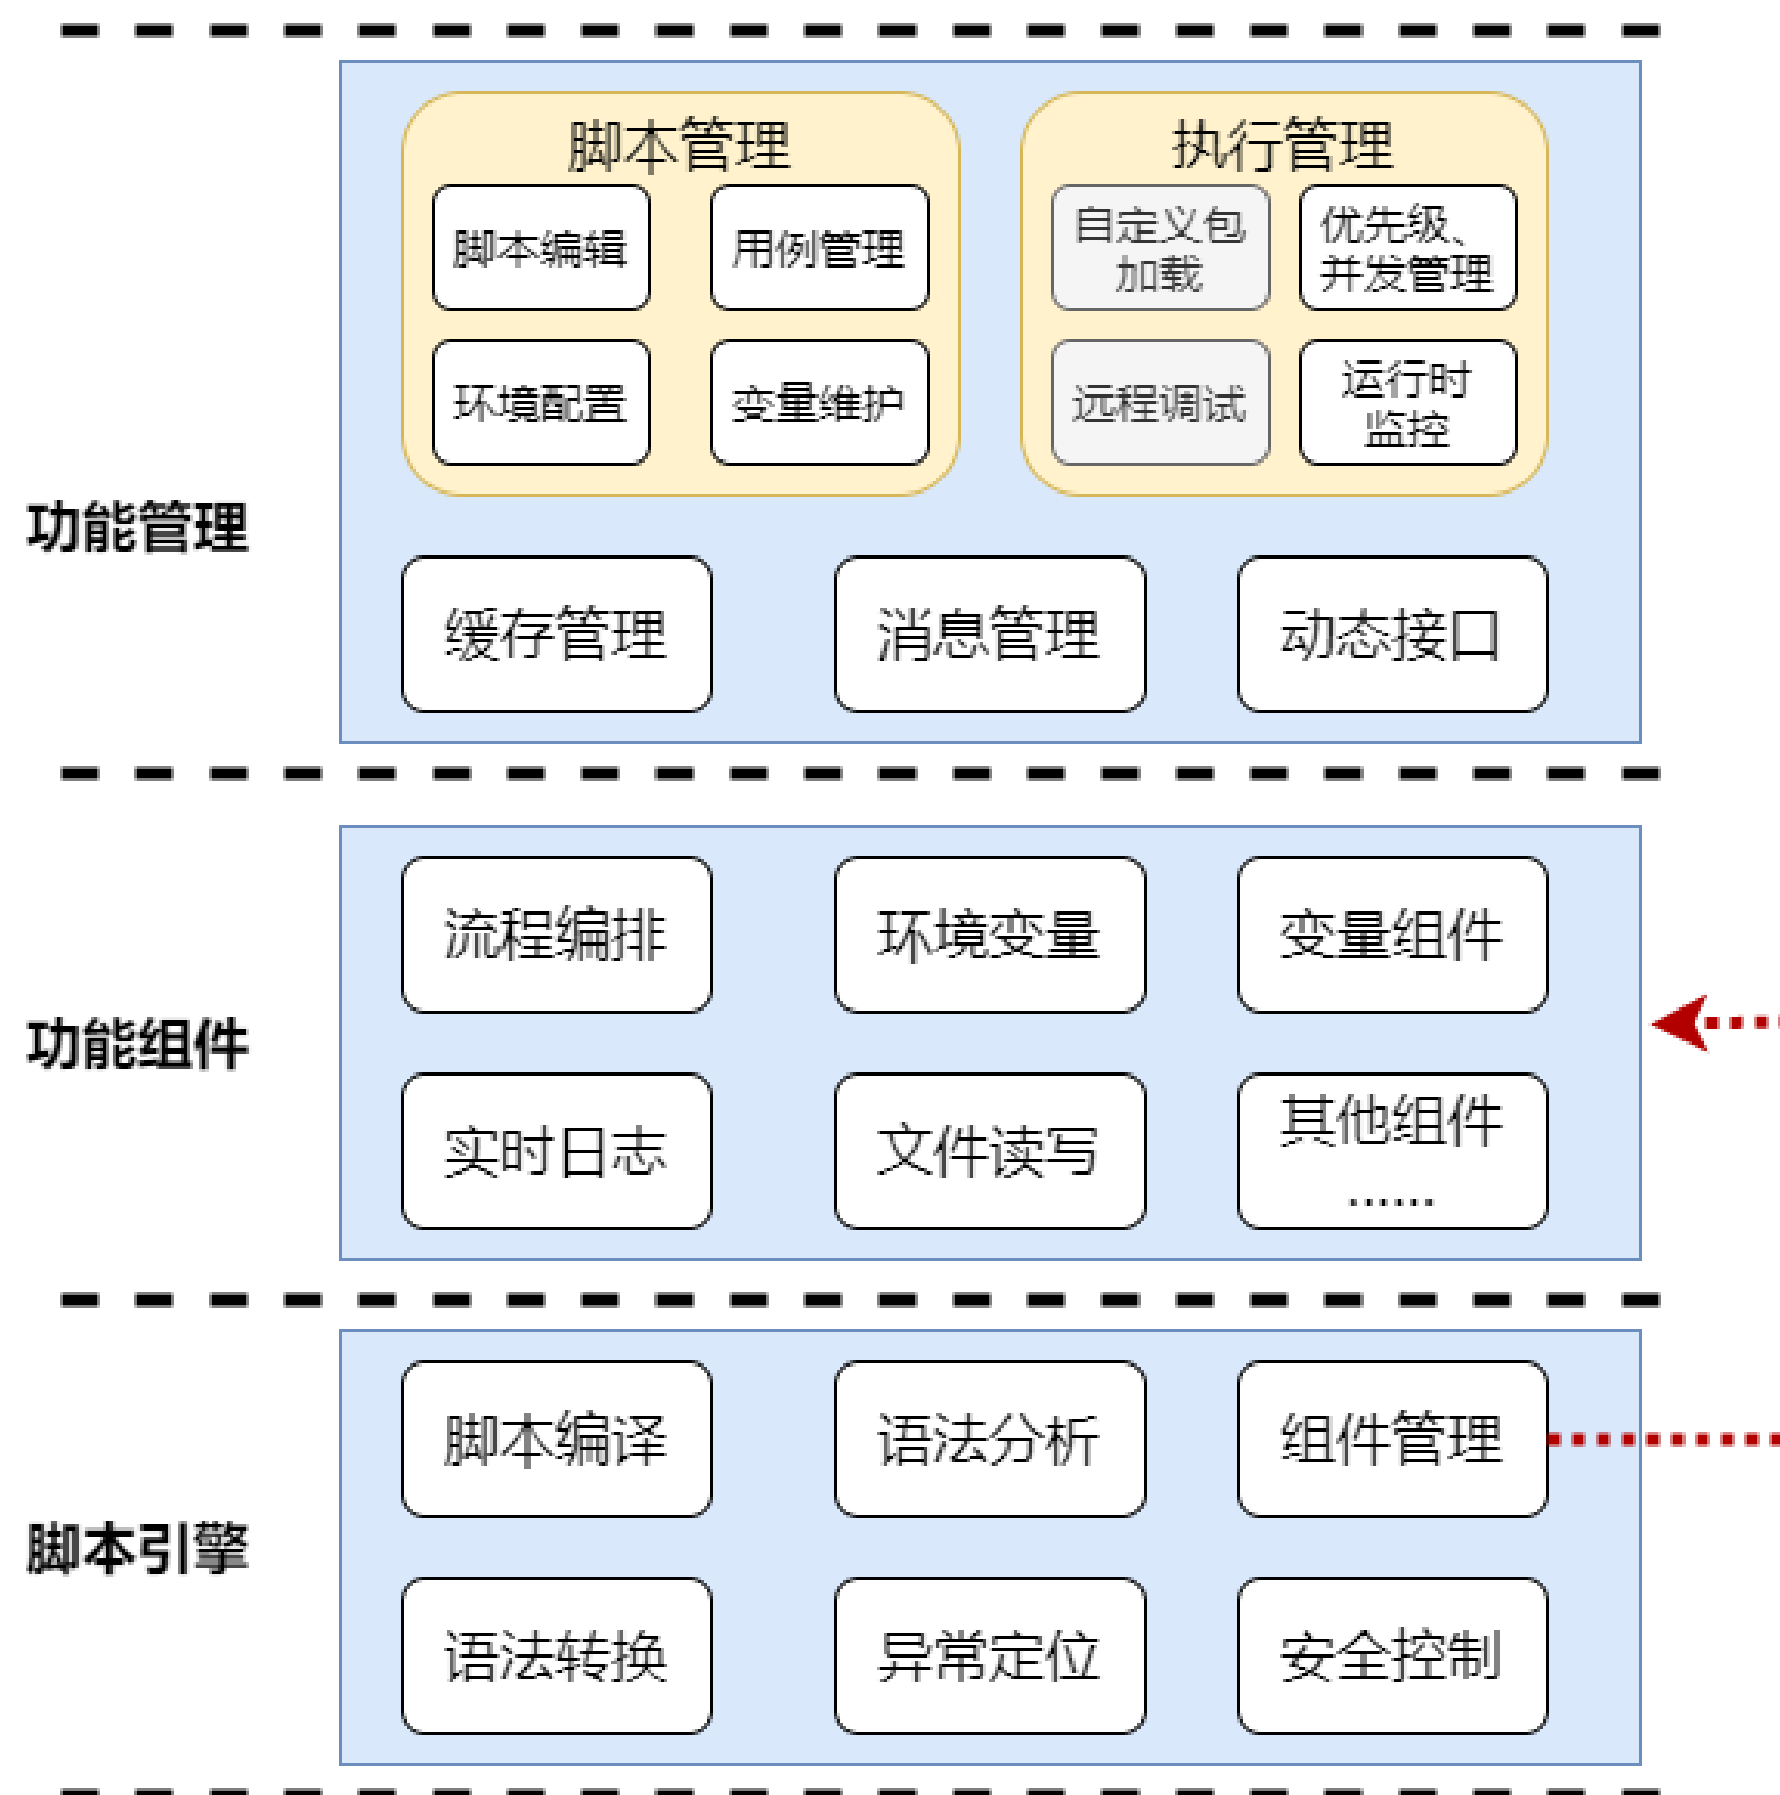 功能管理
脚本管理
脚本编辑
用例管理
环境配置
变量维护
执行管理
自定义包
加载
优先级、
并发管理
远程调试
运行时
监控
缓存管理
消息管理
动态接口
功能组件
流程编排
环境变量
变量组件
实时日志
文件读写
其他组件
......
脚本引擎
脚本编译
语法分析
组件管理
语法转换
异常定位
安全控制